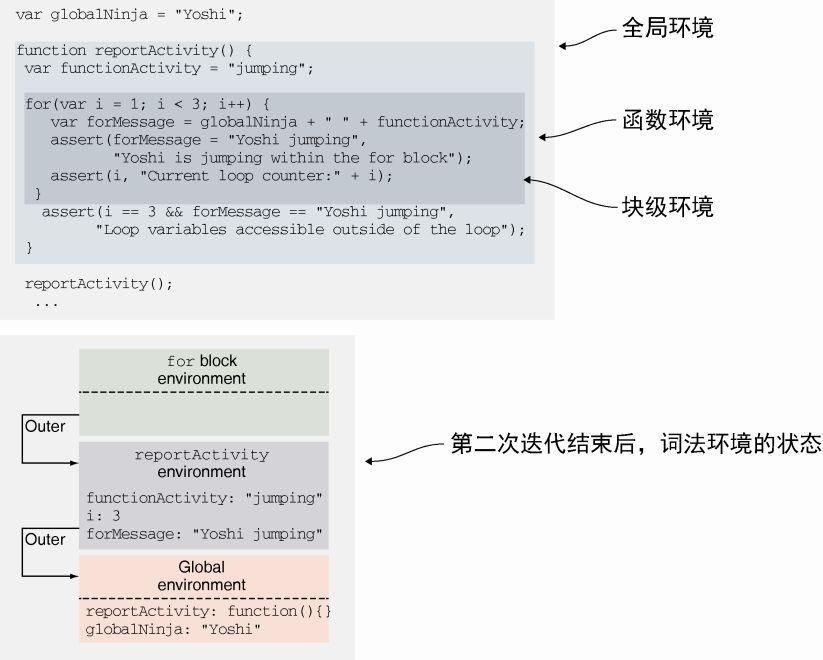 var globalNinja = "Yoshi";
全局环境
function reportActivity() {
var functionActivity = "jumping";
for(var i = 1; i < 3; i++) {
var forMessage = globalNinja + " " + functionActivity;
函数环境
assert(forMessage = "Yoshi jumping",
"Yoshi is jumping within the for block");
assert(i, "Current loop counter:" + i);
}
块级环境
assert(i == 3 && forMessage == "Yoshi jumping",
"Loop variables accessible outside of the loop");
}
reportActivity();
...
for block
environment
Outer
reportActivity
environment
第二次迭代结束后，词法环境的状态
functionActivity: "jumping"
i: 3
forMessage: "Yoshi jumping"
Outer
Global
environment
reportActivity: function(){}
globalNinja: "Yoshi"